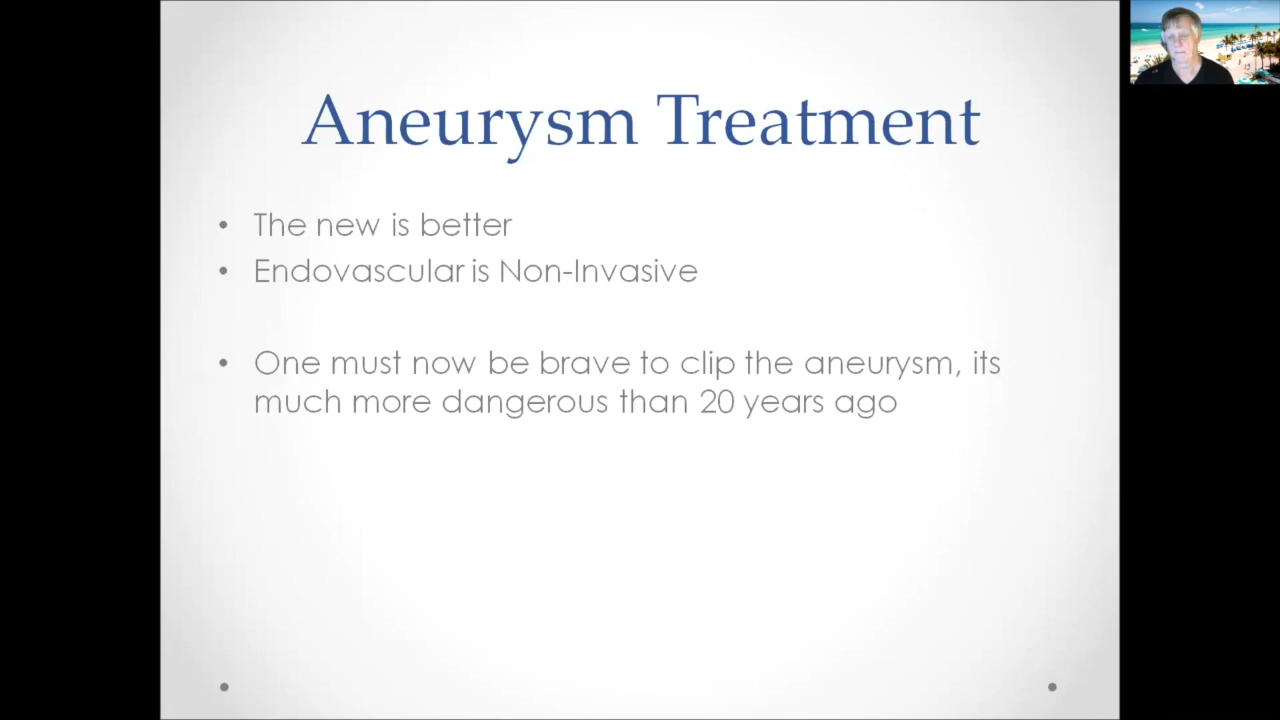 Aneurysm Treatment
• The new is better
• Endovascular is Non-Invasive
• One must now be brave to clip the aneurysm, its
much more dangerous than 20 years ago